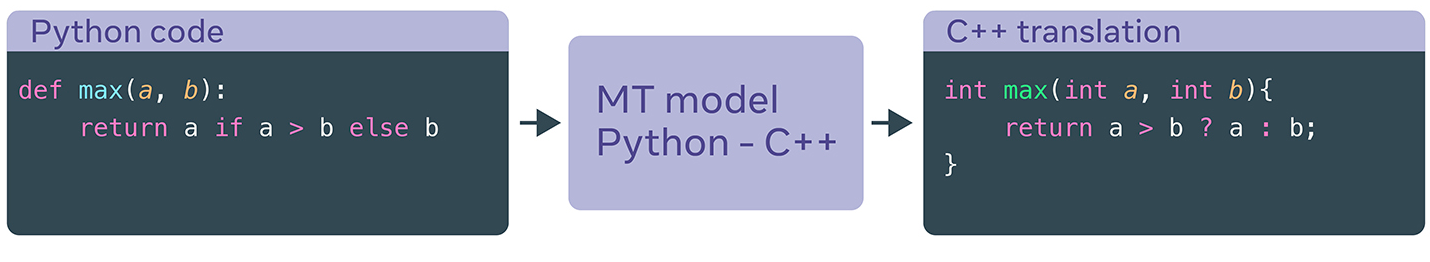 Python code
def max(a, b):
    return a if a > b else b
MT model
Python - C++
C++ translation
int max(int a, int b){
    return a > b ? a : b;
}